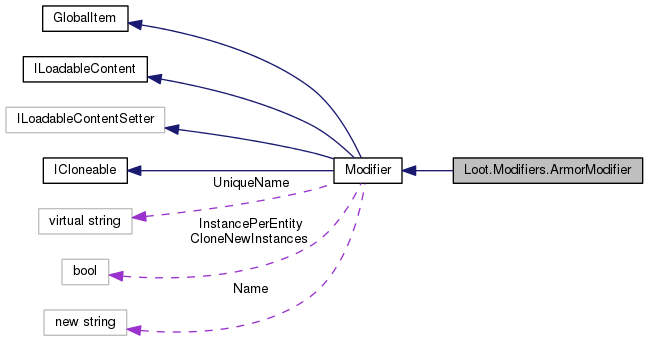 GlobalItem
ILoadableContent
ILoadableContentSetter
ICloneable
Modifier
Loot.Modifiers.ArmorModifier
UniqueName
virtual string
InstancePerEntity
CloneNewInstances
bool
Name
new string